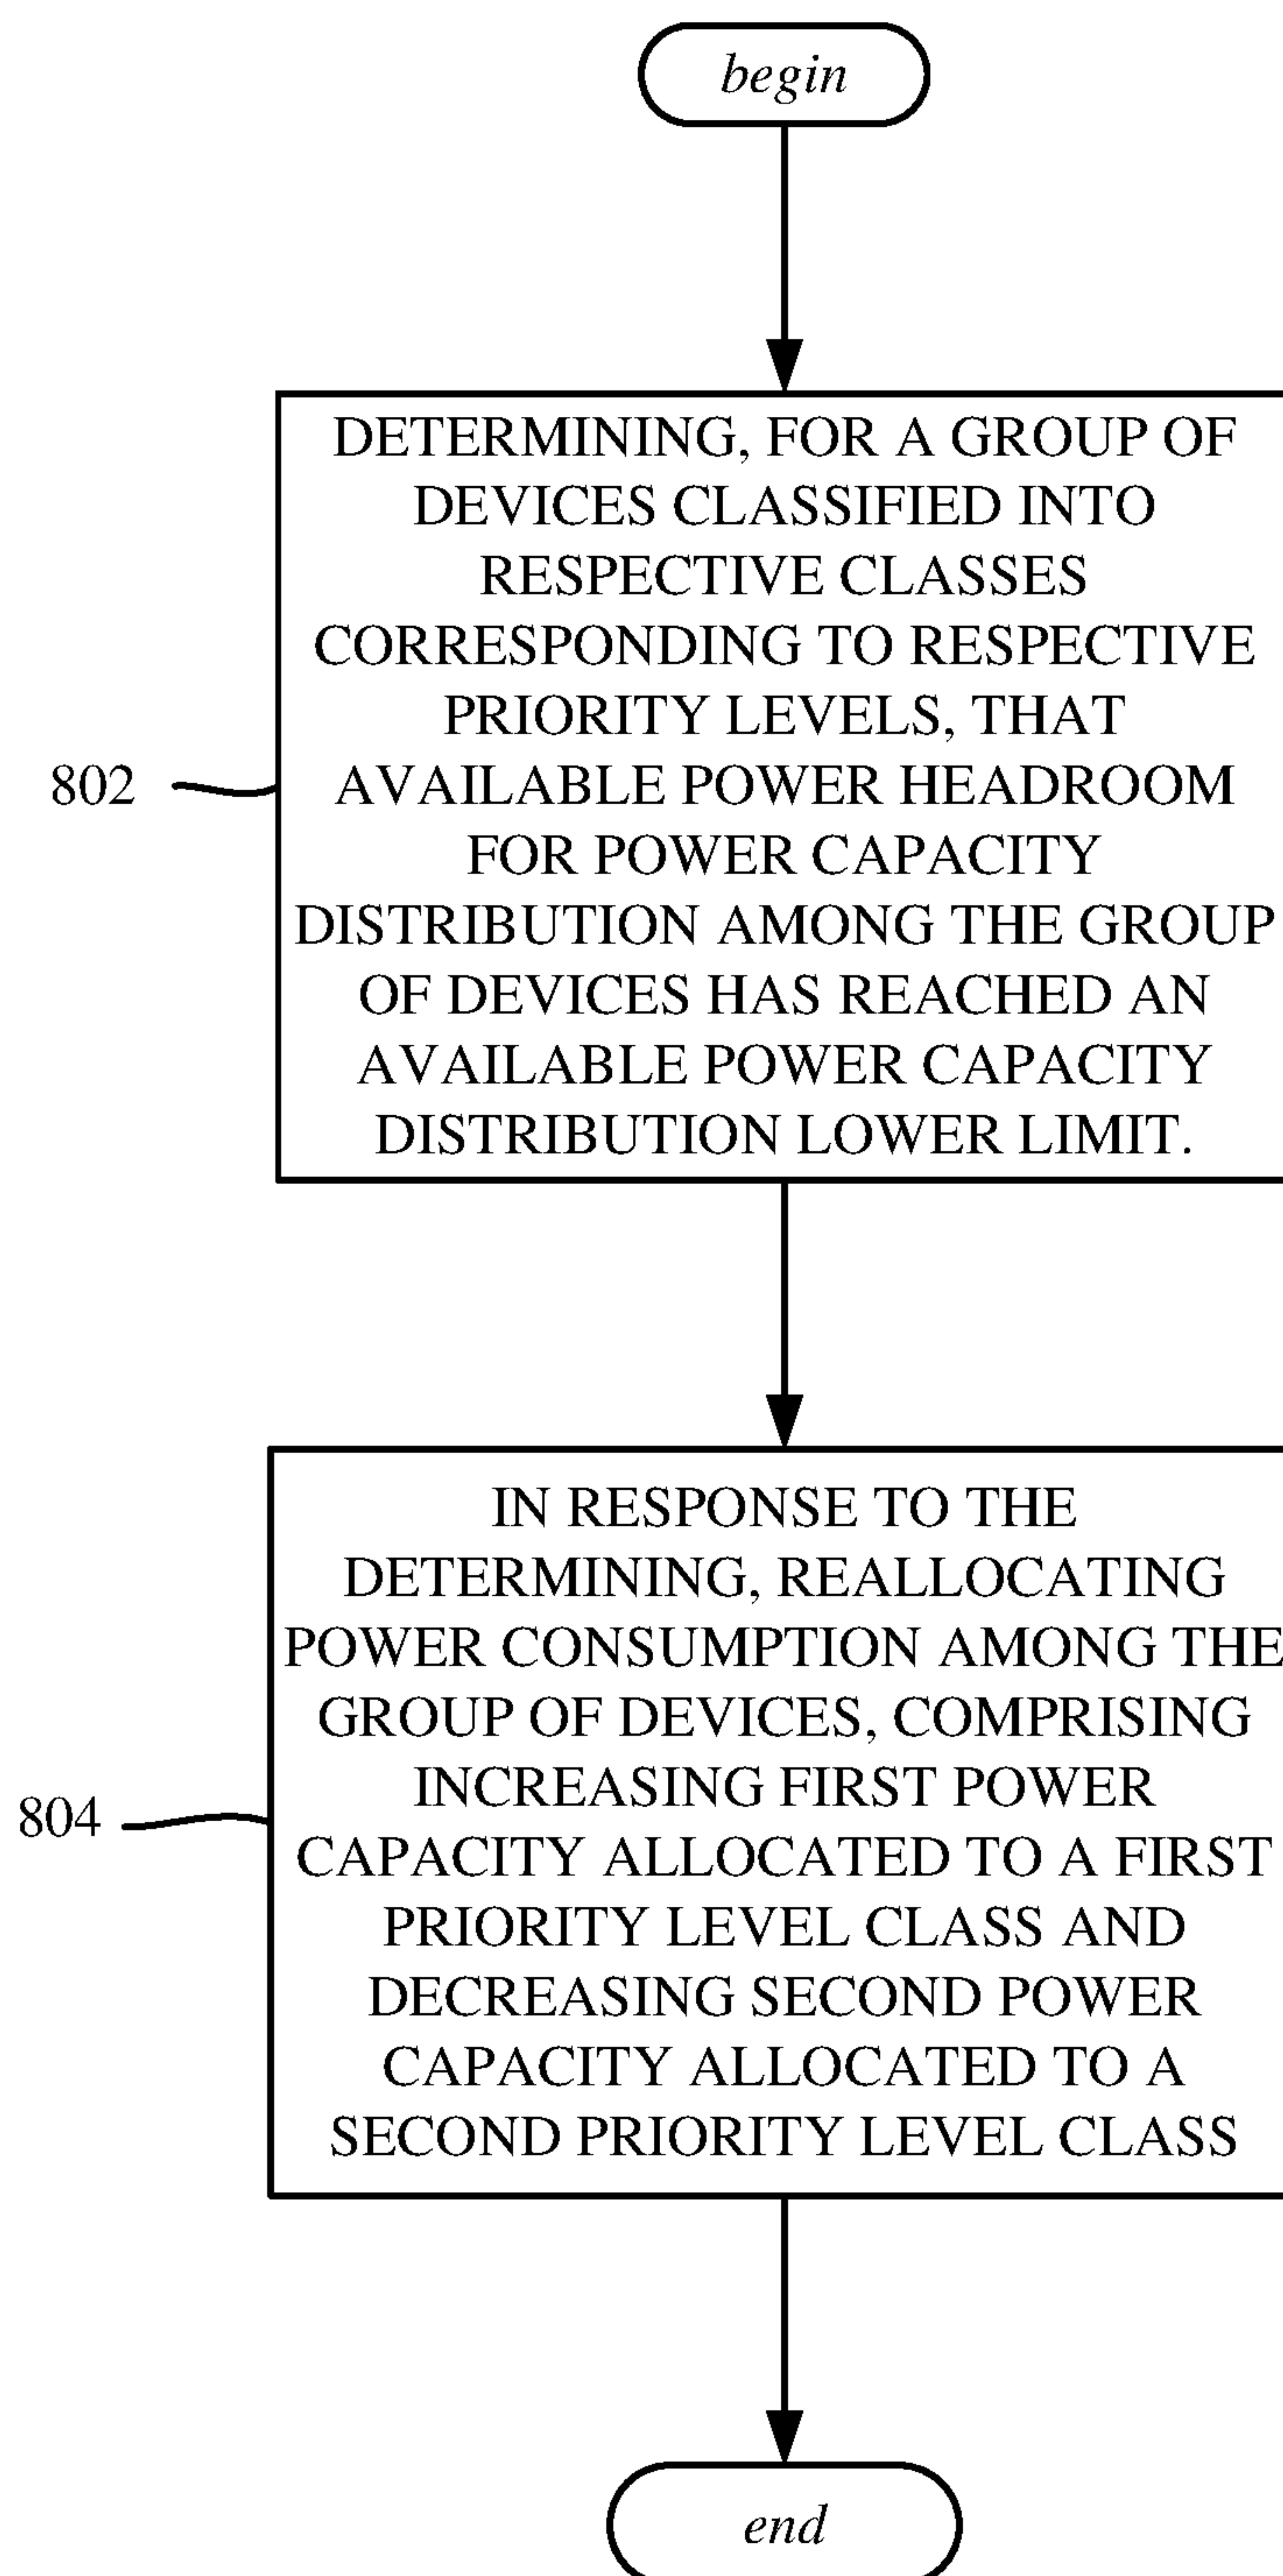 begin
DETERMINING, FOR A GROUP OF
DEVICES CLASSIFIED INTO
RESPECTIVE CLASSES
CORRESPONDING TO RESPECTIVE
PRIORITY LEVELS, THAT
AVAILABLE POWER HEADROOM
FOR POWER CAPACITY
DISTRIBUTION AMONG THE GROUP
OF DEVICES HAS REACHED AN
AVAILABLE POWER CAPACITY
DISTRIBUTION LOWER LIMIT.
802
IN RESPONSE TO THE
DETERMINING, REALLOCATING
POWER CONSUMPTION AMONG THE
GROUP OF DEVICES, COMPRISING
INCREASING FIRST POWER
CAPACITY ALLOCATED TO A FIRST
PRIORITY LEVEL CLASS AND
DECREASING SECOND POWER
CAPACITY ALLOCATED TO A
SECOND PRIORITY LEVEL CLASS
804
end